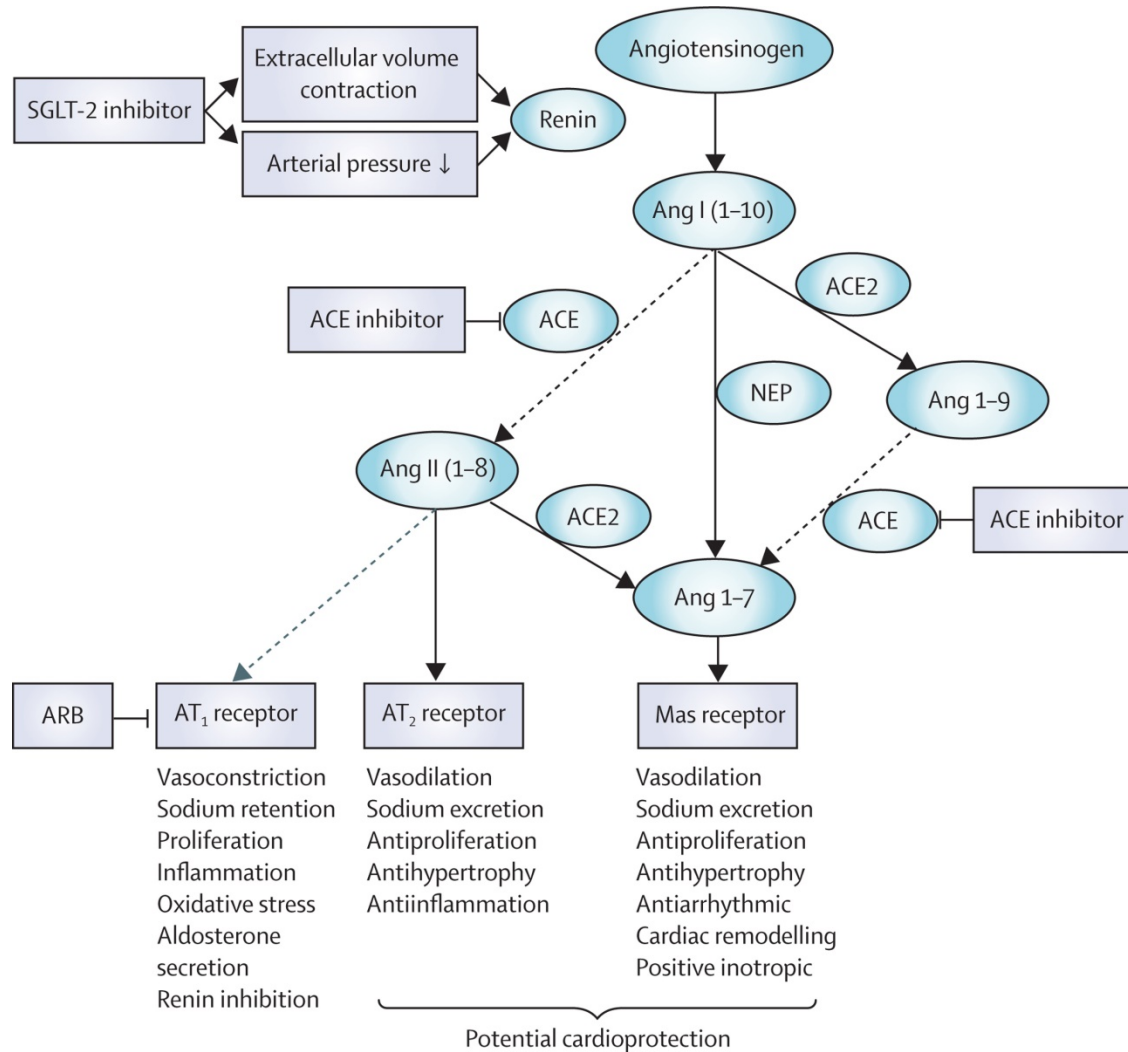 Angiotensinogen
Extracellular volume
contraction
SGLT-2 inhibitor
Renin
Arterial pressure ↓
Ang I (1–10)
ACE2
ACE inhibitor
ACE
NEP
Ang 1–9
Ang II (1–8)
ACE2
ACE
ACE inhibitor
Ang 1–7
ARB
AT₁ receptor
Vasoconstriction
Sodium retention
Proliferation
Inflammation
Oxidative stress
Aldosterone
secretion
Renin inhibition
AT₂ receptor
Vasodilation
Sodium excretion
Antiproliferation
Antihypertrophy
Antiinflammation
Mas receptor
Vasodilation
Sodium excretion
Antiproliferation
Antihypertrophy
Antiarrhythmic
Cardiac remodelling
Positive inotropic
Potential cardioprotection